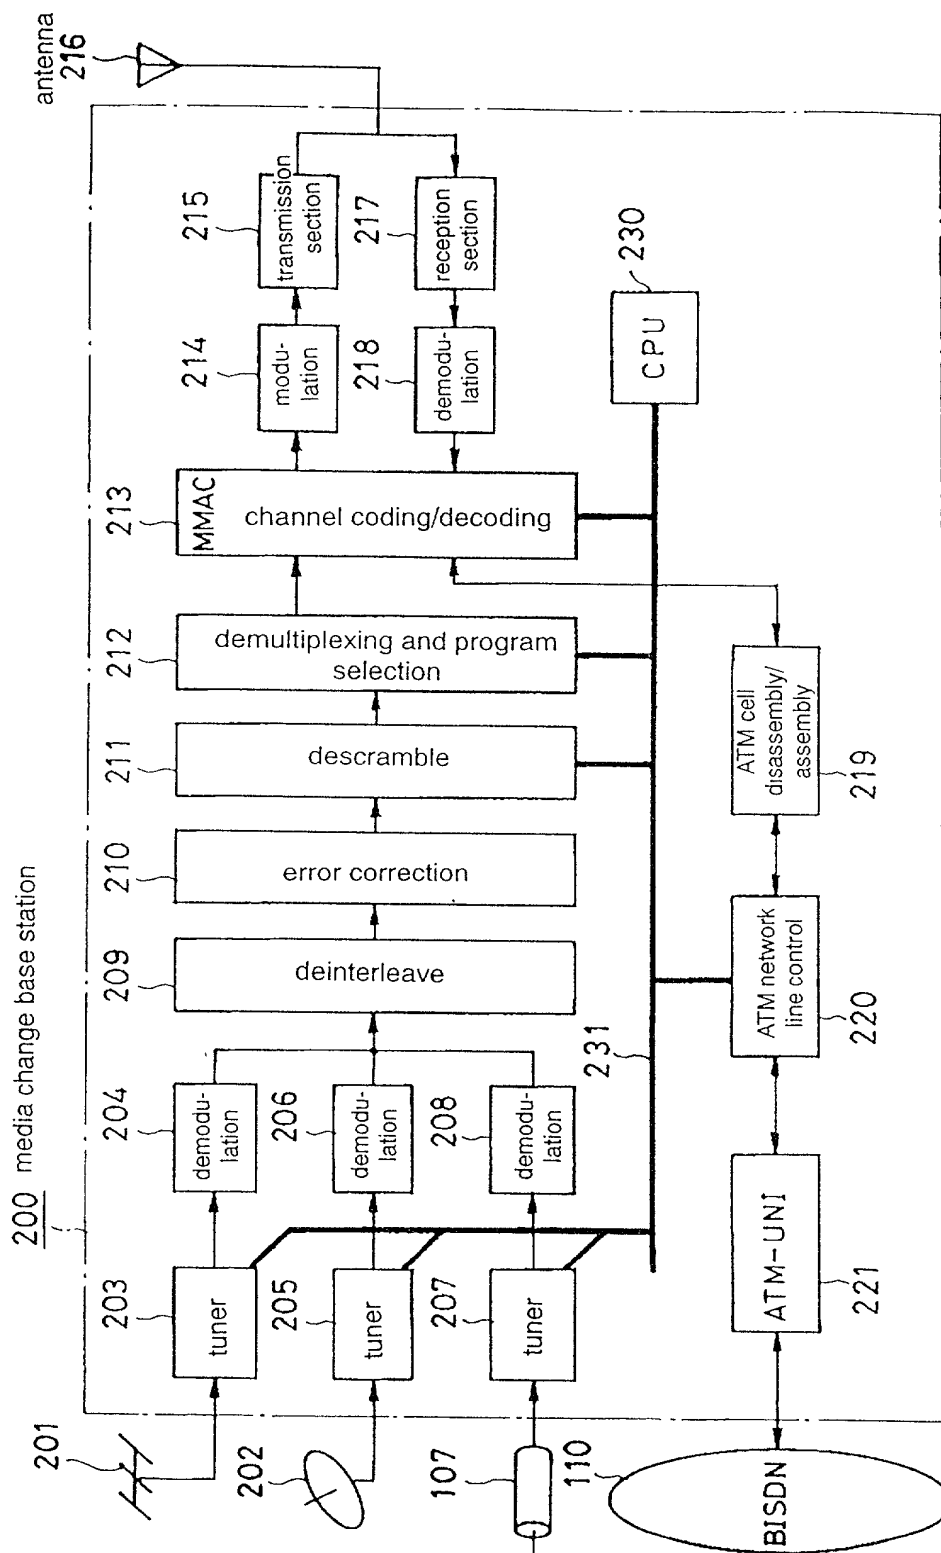 200 media change base station
antenna
216
201
203
tuner
204
demodu-
lation
202
205
tuner
206
demodu-
lation
107
207
tuner
208
demodu-
lation
209
deinterleave
210
error correction
211
descramble
212
demultiplexing and program
selection
213
MMAC
channel coding/decoding
214
modu-
lation
215
transmission
section
217
reception
section
218
demodu-
lation
230
CPU
231
110
BISDN
221
ATM-UNI
220
ATM network
line control
219
ATM cell
disassembly/
assembly